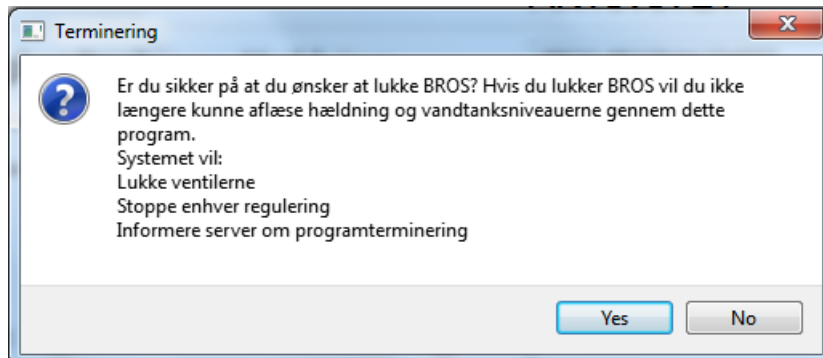 Terminering
Er du sikker på at du ønsker at lukke BROS? Hvis du lukker BROS vil du ikke
længere kunne aflæse hældning og vandtanksniveauerne gennem dette
program.
Systemet vil:
Lukke ventilerne
Stoppe enhver regulering
Informere server om programterminering
Yes
No